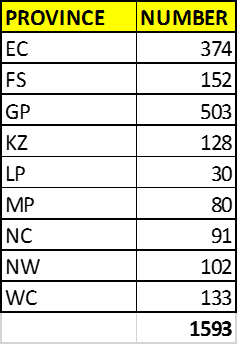 PROVINCE NUMBER
EC 374
FS 152
GP 503
KZ 128
LP 30
MP 80
NC 91
NW 102
WC 133
1593